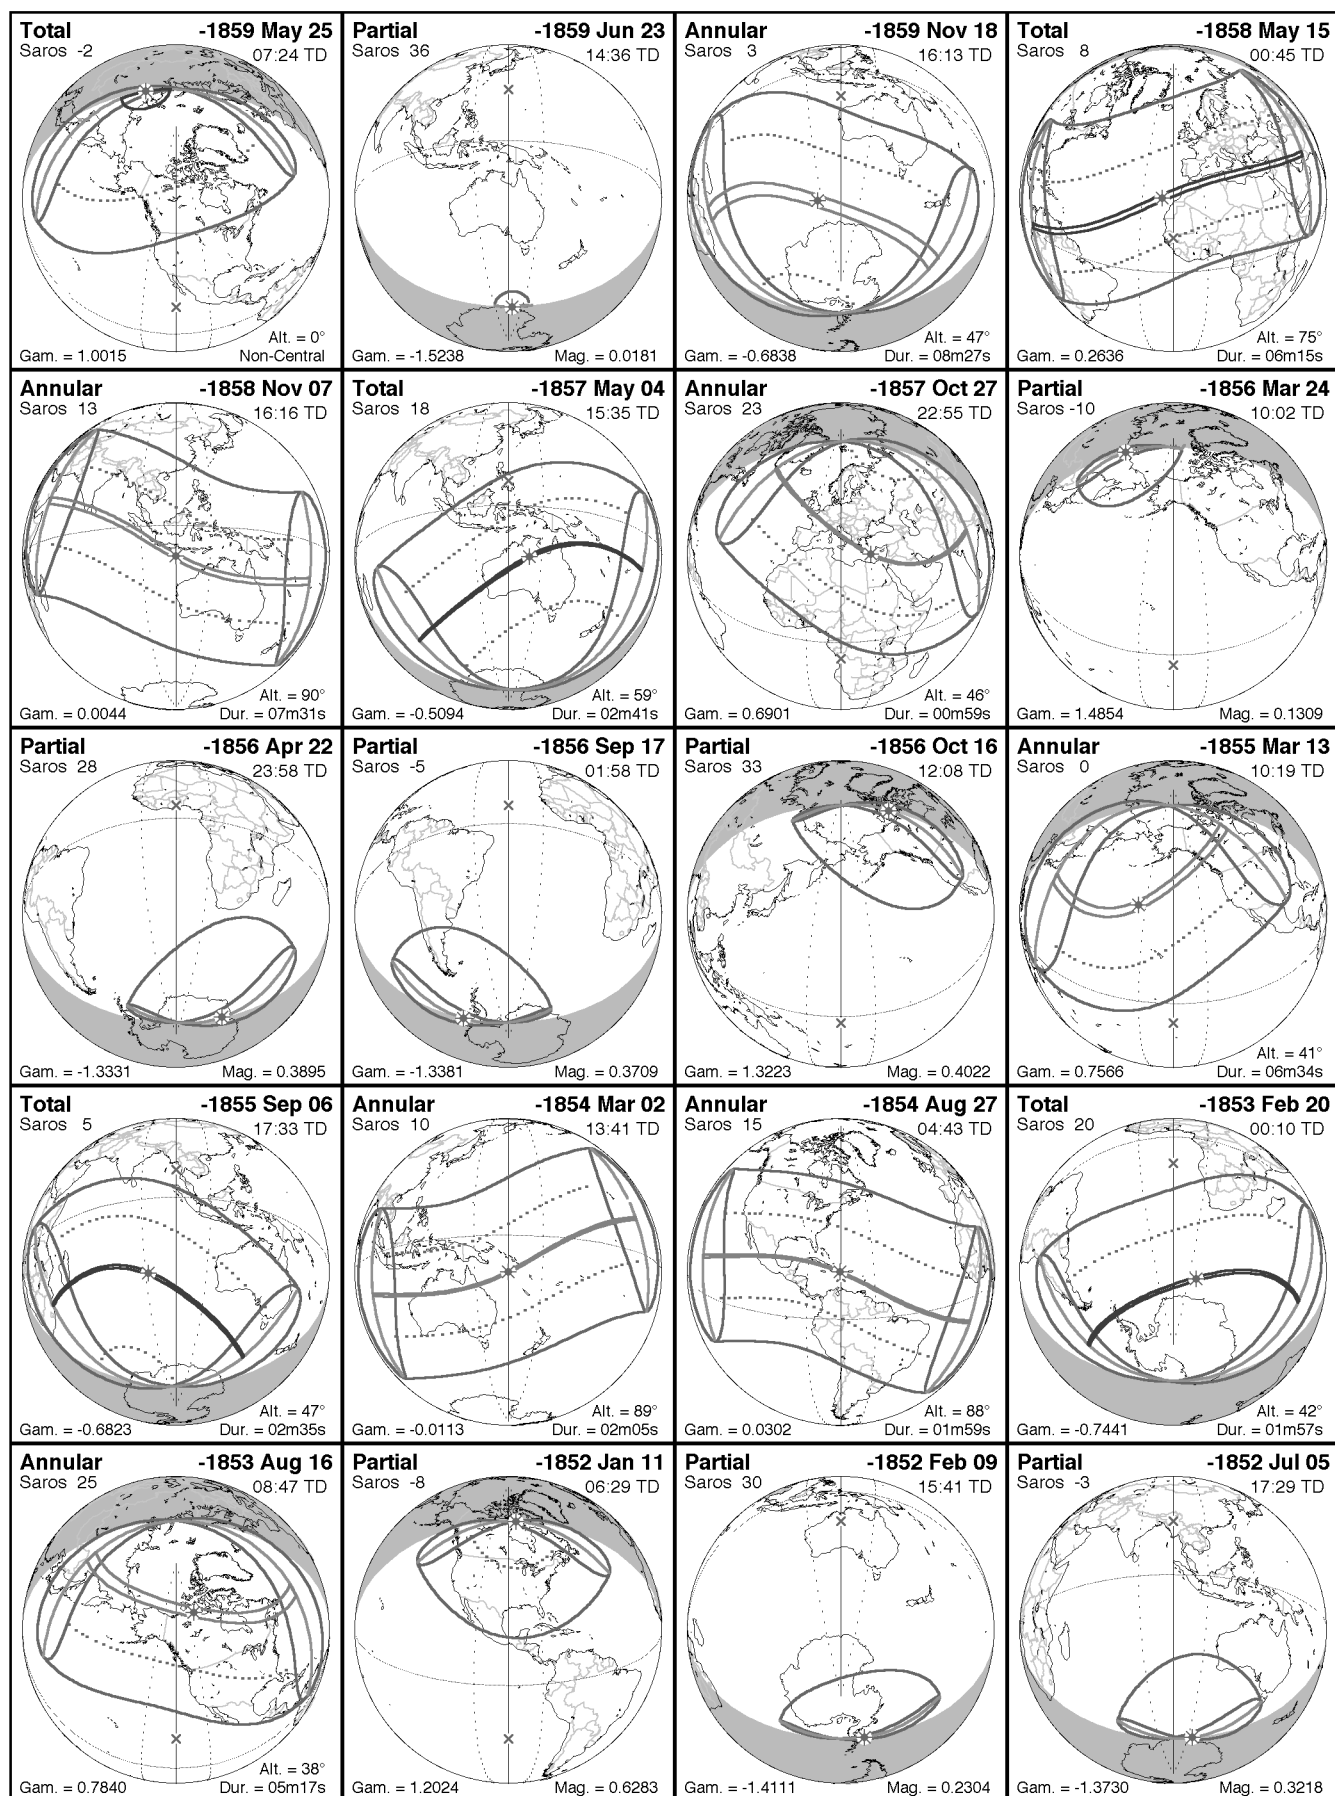 Total -1859 May 25
Saros -2 07:24 TD
Alt. = 0°
Gam. = 1.0015 Non-Central
Partial -1859 Jun 23
Saros 36 14:36 TD
Gam. = -1.5238 Mag. = 0.0181
Annular -1859 Nov 18
Saros 3 16:13 TD
Alt. = 47°
Gam. = -0.6838 Dur. = 08m27s
Total -1858 May 15
Saros 8 00:45 TD
Alt. = 75°
Gam. = 0.2636 Dur. = 06m15s
Annular -1858 Nov 07
Saros 13 16:16 TD
Alt. = 90°
Gam. = 0.0044 Dur. = 07m31s
Total -1857 May 04
Saros 18 15:35 TD
Alt. = 59°
Gam. = -0.5094 Dur. = 02m41s
Annular -1857 Oct 27
Saros 23 22:55 TD
Alt. = 46°
Gam. = 0.6901 Dur. = 00m59s
Partial -1856 Mar 24
Saros -10 10:02 TD
Gam. = 1.4854 Mag. = 0.1309
Partial -1856 Apr 22
Saros 28 23:58 TD
Gam. = -1.3331 Mag. = 0.3895
Partial -1856 Sep 17
Saros -5 01:58 TD
Gam. = -1.3381 Mag. = 0.3709
Partial -1856 Oct 16
Saros 33 12:08 TD
Gam. = 1.3223 Mag. = 0.4022
Annular -1855 Mar 13
Saros 0 10:19 TD
Alt. = 41°
Gam. = 0.7566 Dur. = 06m34s
Total -1855 Sep 06
Saros 5 17:33 TD
Alt. = 47°
Gam. = -0.6823 Dur. = 02m35s
Annular -1854 Mar 02
Saros 10 13:41 TD
Alt. = 89°
Gam. = -0.0113 Dur. = 02m05s
Annular -1854 Aug 27
Saros 15 04:43 TD
Alt. = 88°
Gam. = 0.0302 Dur. = 01m59s
Total -1853 Feb 20
Saros 20 00:10 TD
Alt. = 42°
Gam. = -0.7441 Dur. = 01m57s
Annular -1853 Aug 16
Saros 25 08:47 TD
Alt. = 38°
Gam. = 0.7840 Dur. = 05m17s
Partial -1852 Jan 11
Saros -8 06:29 TD
Gam. = 1.2024 Mag. = 0.6283
Partial -1852 Feb 09
Saros 30 15:41 TD
Gam. = -1.4111 Mag. = 0.2304
Partial -1852 Jul 05
Saros -3 17:29 TD
Gam. = -1.3730 Mag. = 0.3218